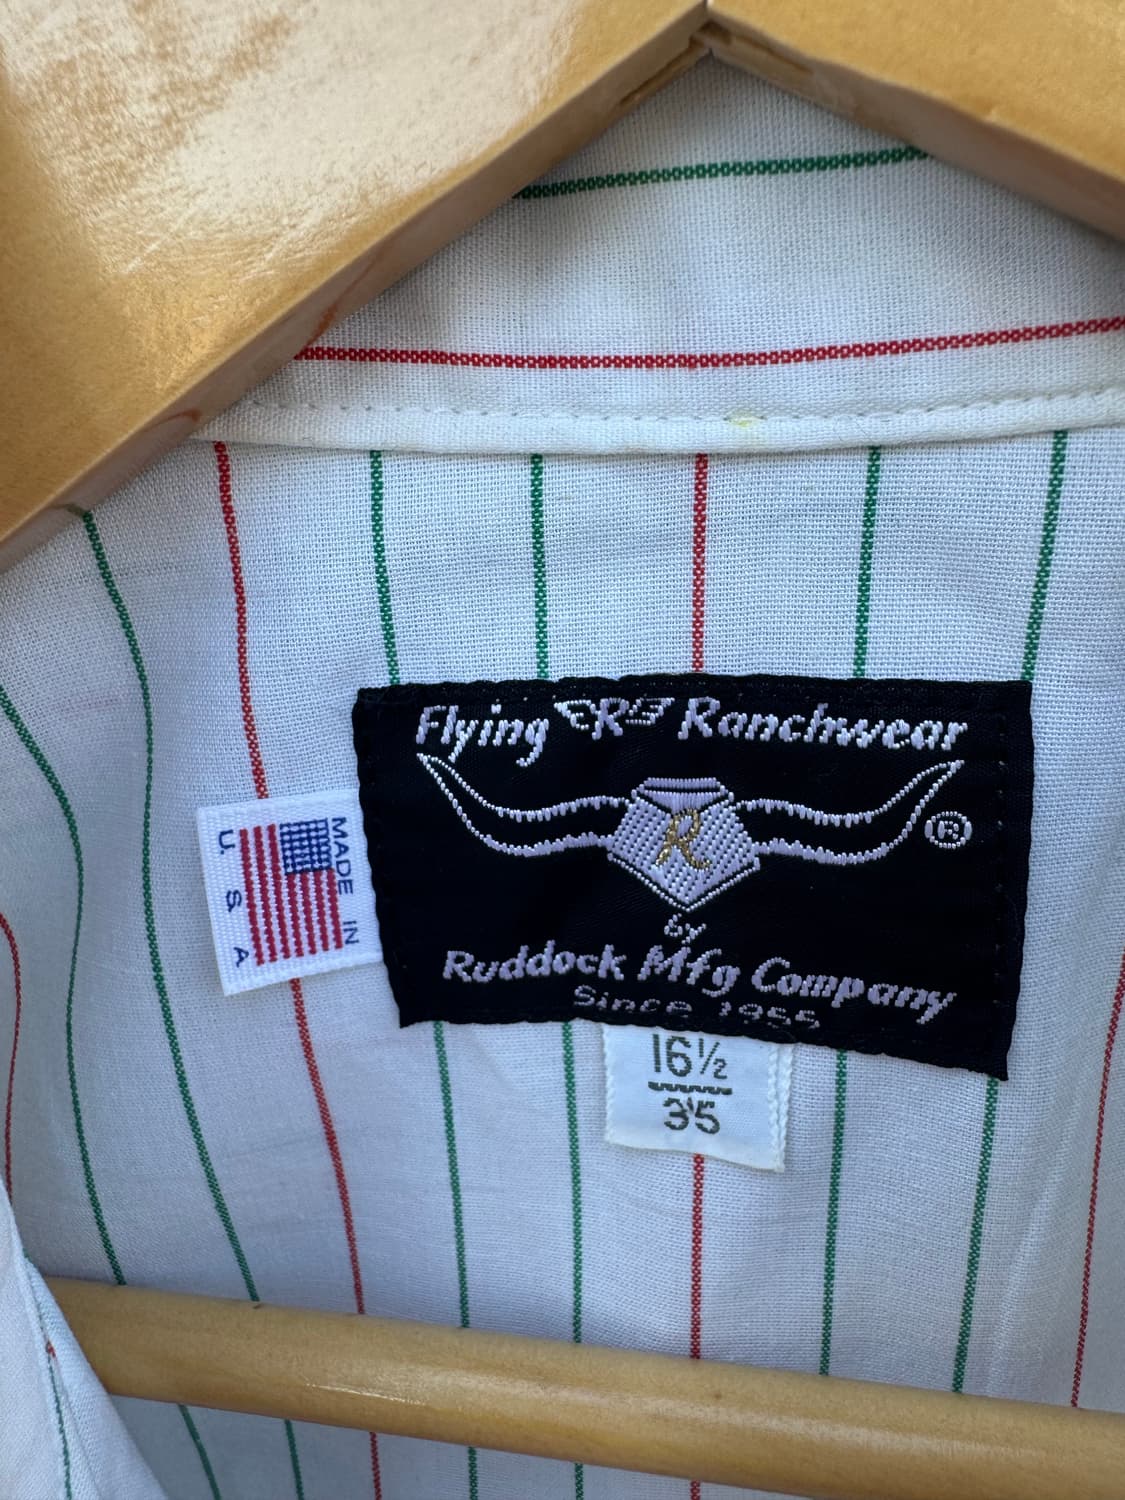 Flying R Ranchwear
R
®
by
Ruddock Mfg Company
Since 1955
MADE IN
U. S. A
16½
35